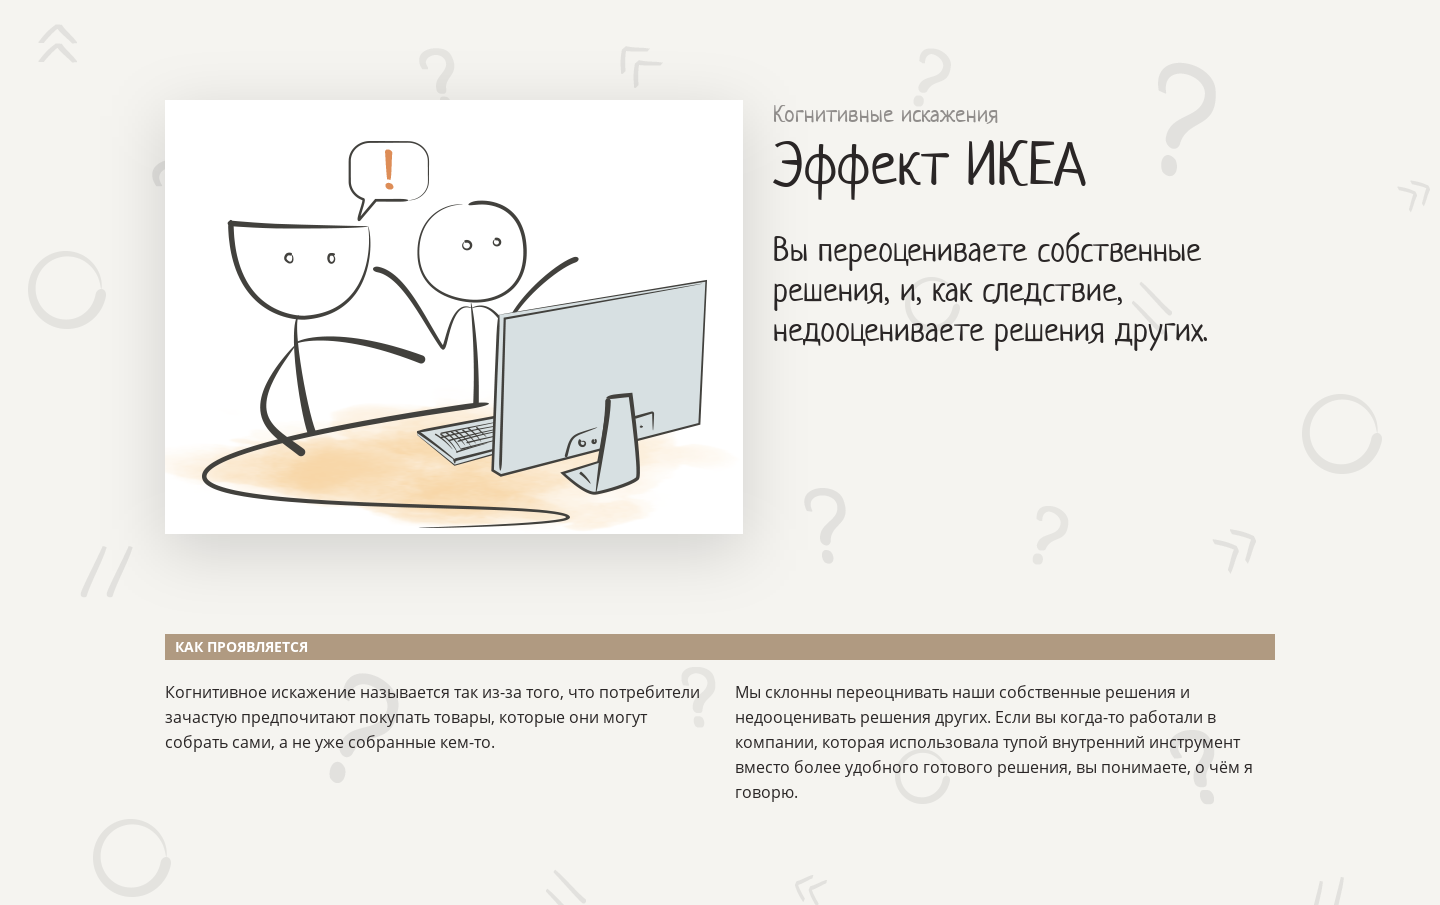 !
Когнитивные искажения
Эффект ИКЕА
Вы переоцениваете собственные
решения, и, как следствие,
недооцениваете решения других.
КАК ПРОЯВЛЯЕТСЯ
Когнитивное искажение называется так из-за того, что потребители
зачастую предпочитают покупать товары, которые они могут
собрать сами, а не уже собранные кем-то.
Мы склонны переоцнивать наши собственные решения и
недооценивать решения других. Если вы когда-то работали в
компании, которая использовала тупой внутренний инструмент
вместо более удобного готового решения, вы понимаете, о чём я
говорю.